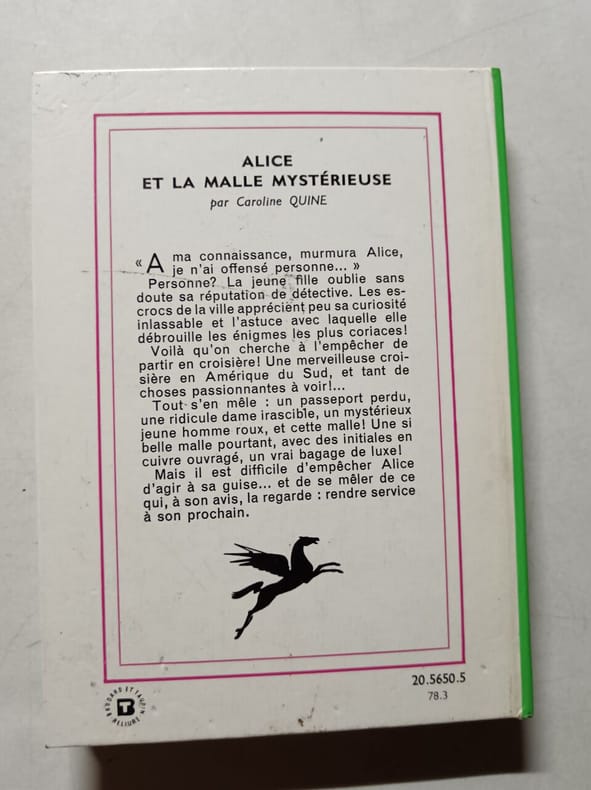 ALICE
ET LA MALLE MYSTÉRIEUSE
par Caroline QUINE
« A ma connaissance, murmura Alice,
je n'ai offensé personne... »
Personne? La jeune fille oublie sans
doute sa réputation de détective. Les es-
crocs de la ville apprécient peu sa curiosité
inlassable et l'astuce avec laquelle elle
débrouille les énigmes les plus coriaces!
Voilà qu'on cherche à l'empêcher de
partir en croisière! Une merveilleuse croi-
sière en Amérique du Sud, et tant de
choses passionnantes à voir!...
Tout s'en mêle : un passeport perdu,
une ridicule dame irascible, un mystérieux
jeune homme roux, et cette malle! Une si
belle malle pourtant, avec des initiales en
cuivre ouvragé, un vrai bagage de luxe!
Mais il est difficile d'empêcher Alice
d'agir à sa guise... et de se mêler de ce
qui, à son avis, la regarde : rendre service
à son prochain.
20.5650.5
78.3
BRODARD ET TAUPIN
RELIURE
BT